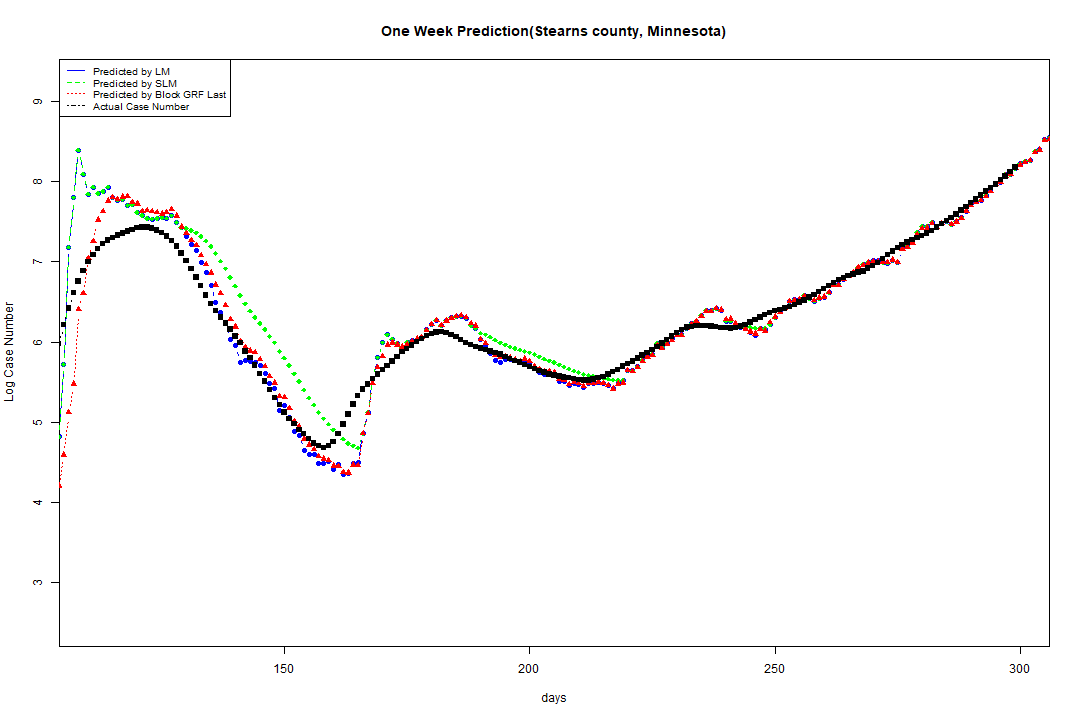 One Week Prediction(Stearns county, Minnesota)
Predicted by LM
Predicted by SLM
Predicted by Block GRF Last
Actual Case Number
9
8
7
6
5
4
3
Log Case Number
150
200
250
300
days